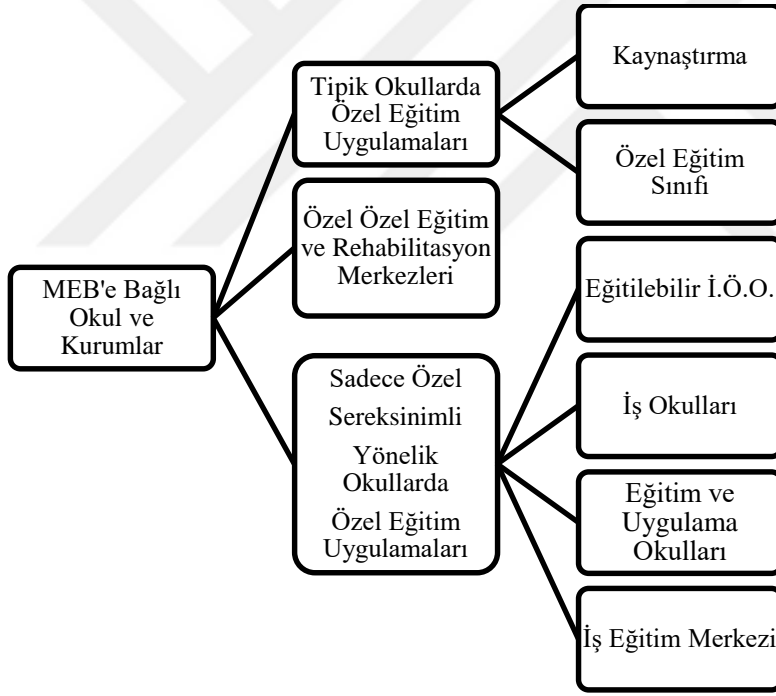 MEB'e Bağlı
Okul ve
Kurumlar
Tipik Okullarda
Özel Eğitim
Uygulamaları
Kaynaştırma
Özel Eğitim
Sınıfı
Özel Özel Eğitim
ve Rehabilitasyon
Merkezleri
Sadece Özel
Sereksinimli
Yönelik
Okullarda
Özel Eğitim
Uygulamaları
Eğitilebilir İ.Ö.O.
İş Okulları
Eğitim ve
Uygulama
Okulları
İş Eğitim Merkezi